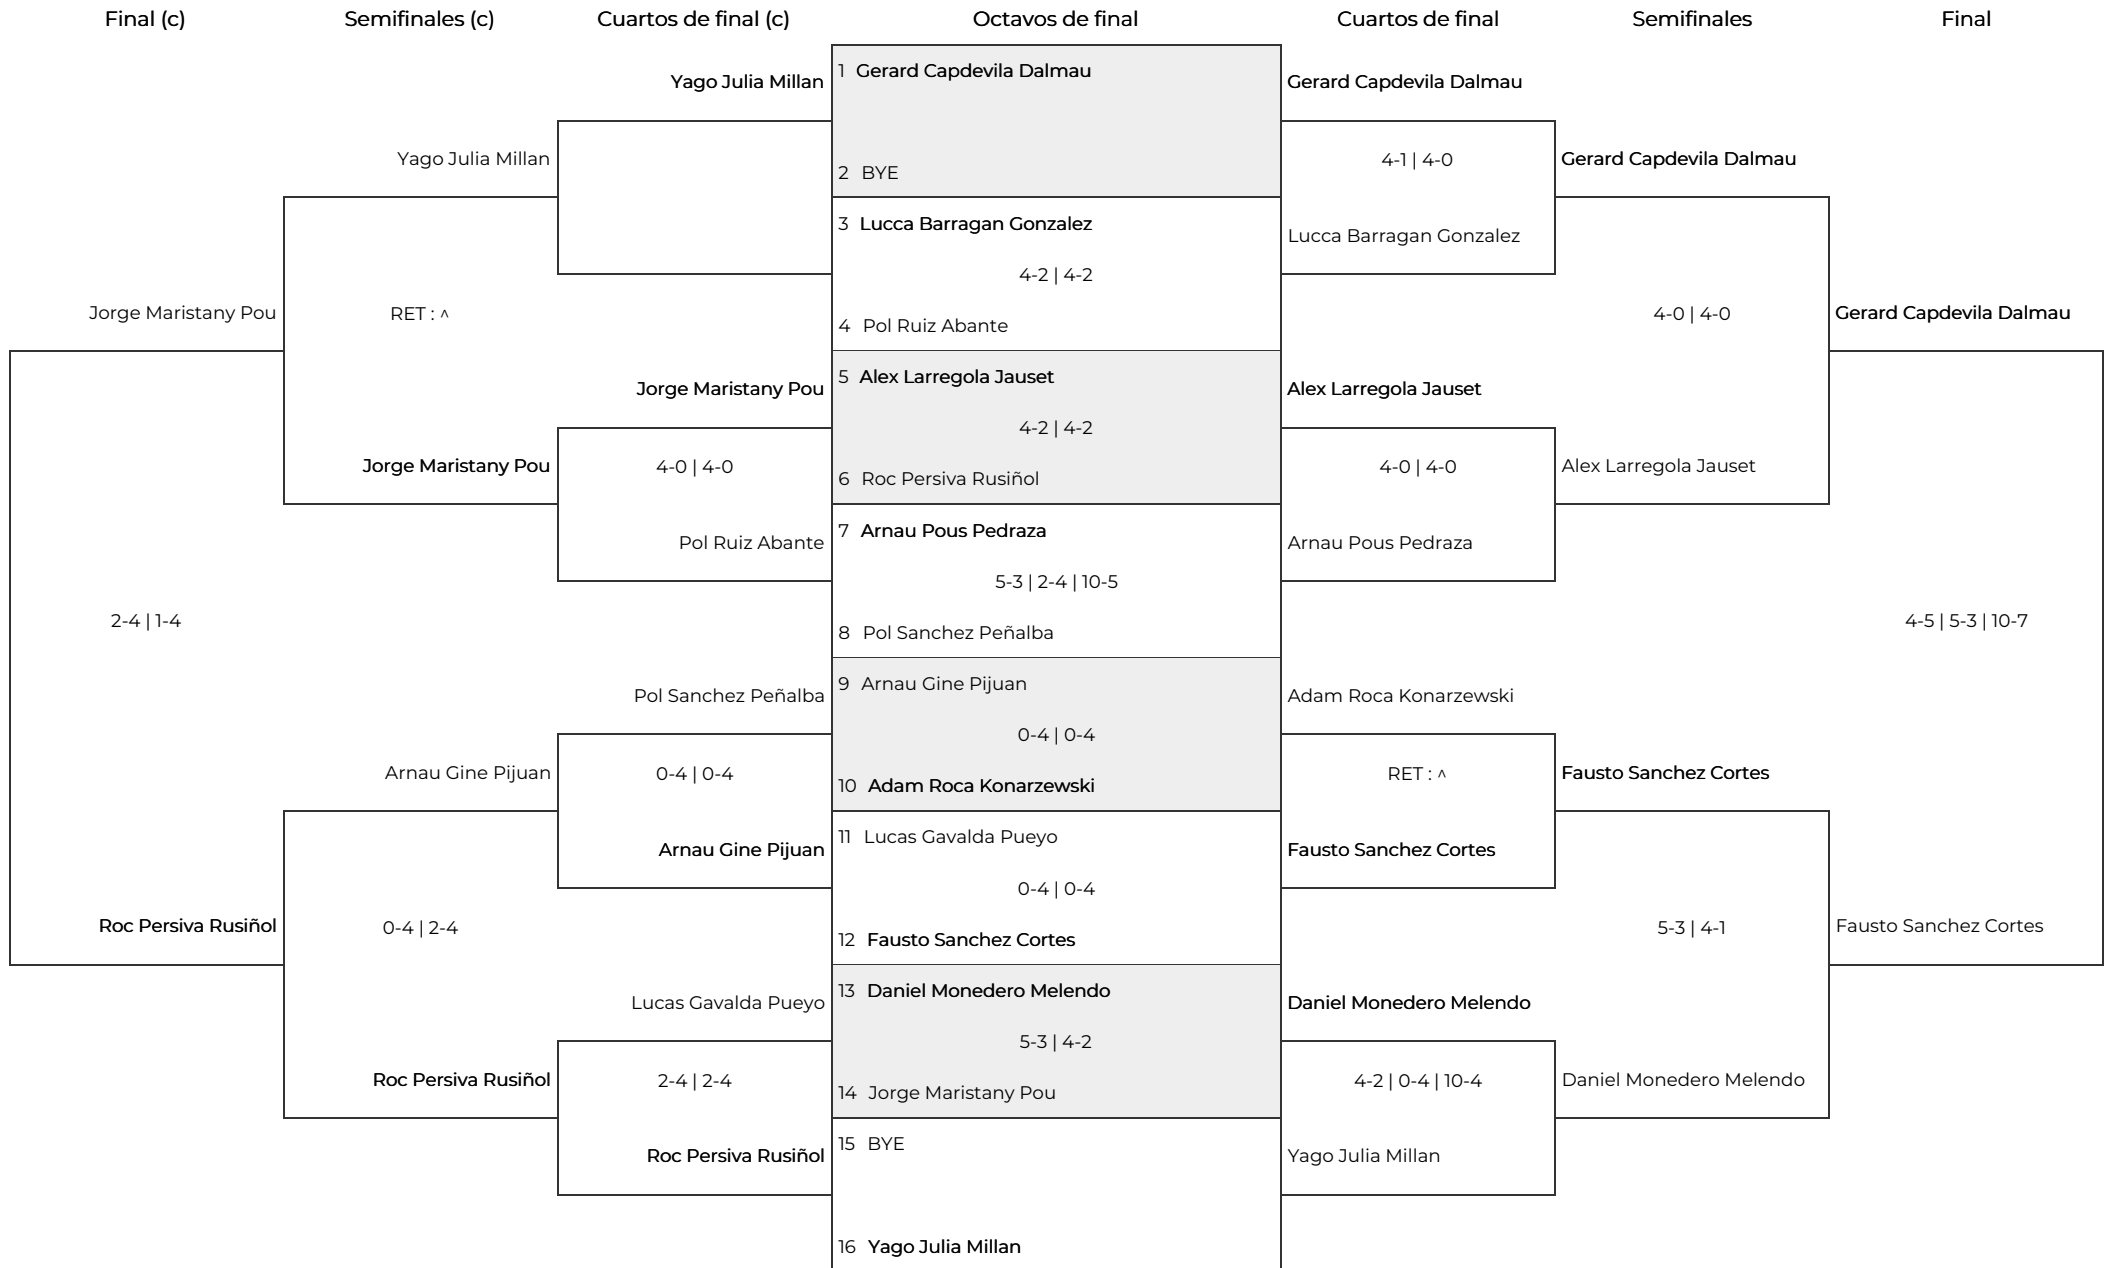 Final (c)
Semifinales (c)
Cuartos de final (c)
Octavos de final
Cuartos de final
Semifinales
Final
Jorge Maristany Pou
2-4 | 1-4
Roc Persiva Rusiñol
Yago Julia Millan
RET : ^
Jorge Maristany Pou
Arnau Gine Pijuan
0-4 | 2-4
Roc Persiva Rusiñol
Yago Julia Millan
Jorge Maristany Pou
4-0 | 4-0
Pol Ruiz Abante
Pol Sanchez Peñalba
0-4 | 0-4
Arnau Gine Pijuan
Lucas Gavalda Pueyo
2-4 | 2-4
Roc Persiva Rusiñol
1 Gerard Capdevila Dalmau
2 BYE
3 Lucca Barragan Gonzalez
4-2 | 4-2
4 Pol Ruiz Abante
5 Alex Larregola Jauset
4-2 | 4-2
6 Roc Persiva Rusiñol
7 Arnau Pous Pedraza
5-3 | 2-4 | 10-5
8 Pol Sanchez Peñalba
9 Arnau Gine Pijuan
0-4 | 0-4
10 Adam Roca Konarzewski
11 Lucas Gavalda Pueyo
0-4 | 0-4
12 Fausto Sanchez Cortes
13 Daniel Monedero Melendo
5-3 | 4-2
14 Jorge Maristany Pou
15 BYE
16 Yago Julia Millan
Gerard Capdevila Dalmau
4-1 | 4-0
Lucca Barragan Gonzalez
Alex Larregola Jauset
4-0 | 4-0
Arnau Pous Pedraza
Adam Roca Konarzewski
RET : ^
Fausto Sanchez Cortes
Daniel Monedero Melendo
4-2 | 0-4 | 10-4
Yago Julia Millan
Gerard Capdevila Dalmau
4-0 | 4-0
Alex Larregola Jauset
Fausto Sanchez Cortes
5-3 | 4-1
Daniel Monedero Melendo
Gerard Capdevila Dalmau
4-5 | 5-3 | 10-7
Fausto Sanchez Cortes